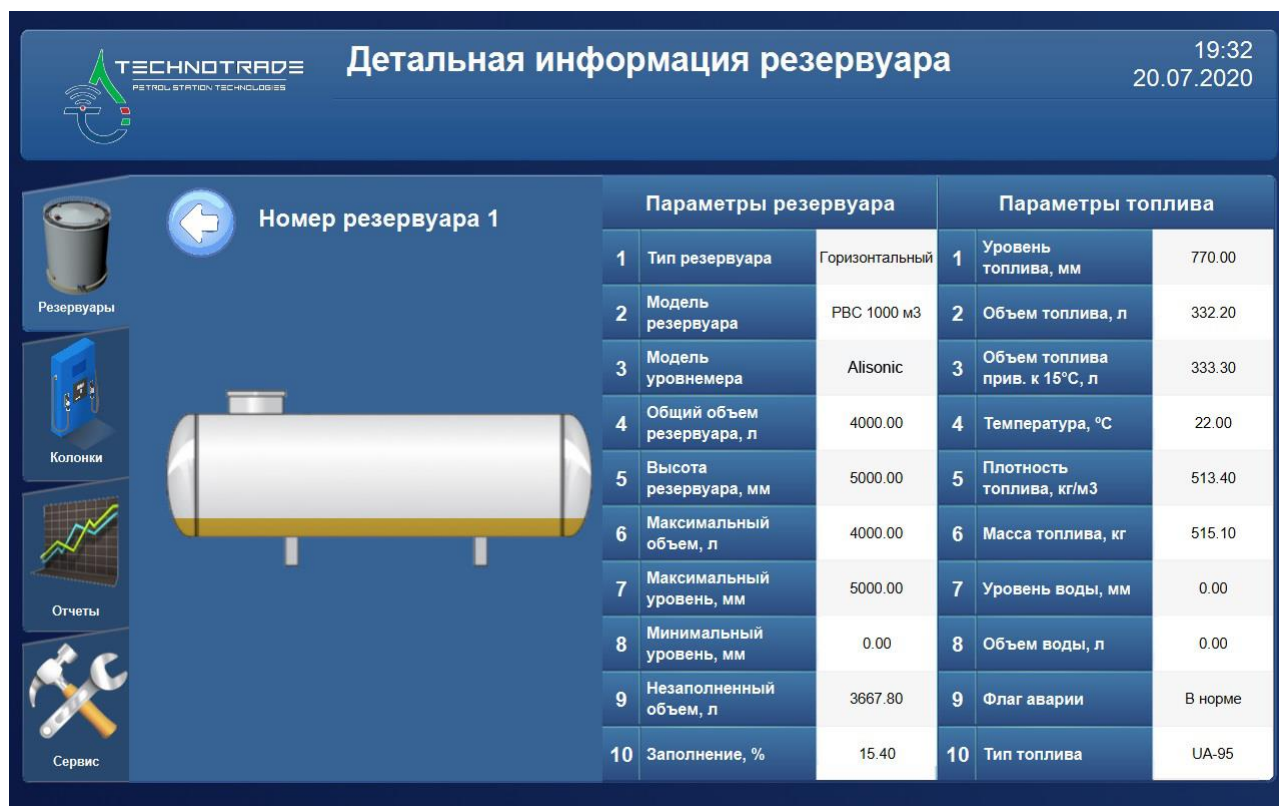 TECHNOTRADE
PETROL STATION TECHNOLOGIES
Детальная информация резервуара
19:32
20.07.2020
Резервуары
Колонки
Отчеты
Сервис
Номер резервуара 1
Параметры резервуара
1 Тип резервуара Горизонтальный
2 Модель
резервуара РВС 1000 м3
3 Модель
уровнемера Alisonic
4 Общий объем
резервуара, л 4000.00
5 Высота
резервуара, мм 5000.00
6 Максимальный
объем, л 4000.00
7 Максимальный
уровень, мм 5000.00
8 Минимальный
уровень, мм 0.00
9 Незаполненный
объем, л 3667.80
10 Заполнение, % 15.40
Параметры топлива
1 Уровень
топлива, мм 770.00
2 Объем топлива, л 332.20
3 Объем топлива
прив. к 15°C, л 333.30
4 Температура, ºC 22.00
5 Плотность
топлива, кг/м3 513.40
6 Масса топлива, кг 515.10
7 Уровень воды, мм 0.00
8 Объем воды, л 0.00
9 Флаг аварии В норме
10 Тип топлива UA-95